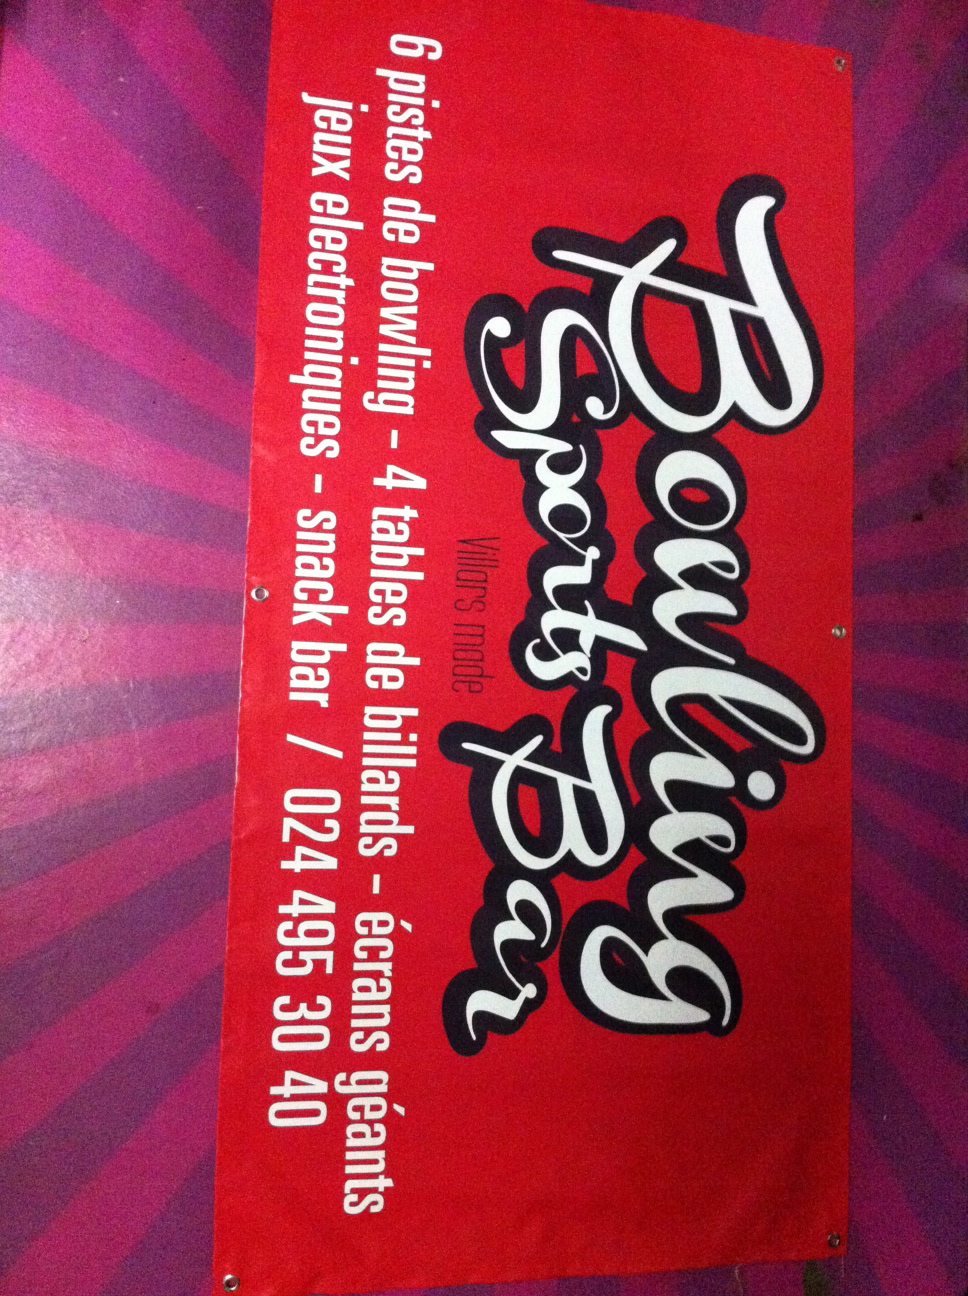 Bowling
Sports Bar
Villars made
6 pistes de bowling - 4 tables de billards - écrans géants
jeux electroniques - snack bar / 024 495 30 40